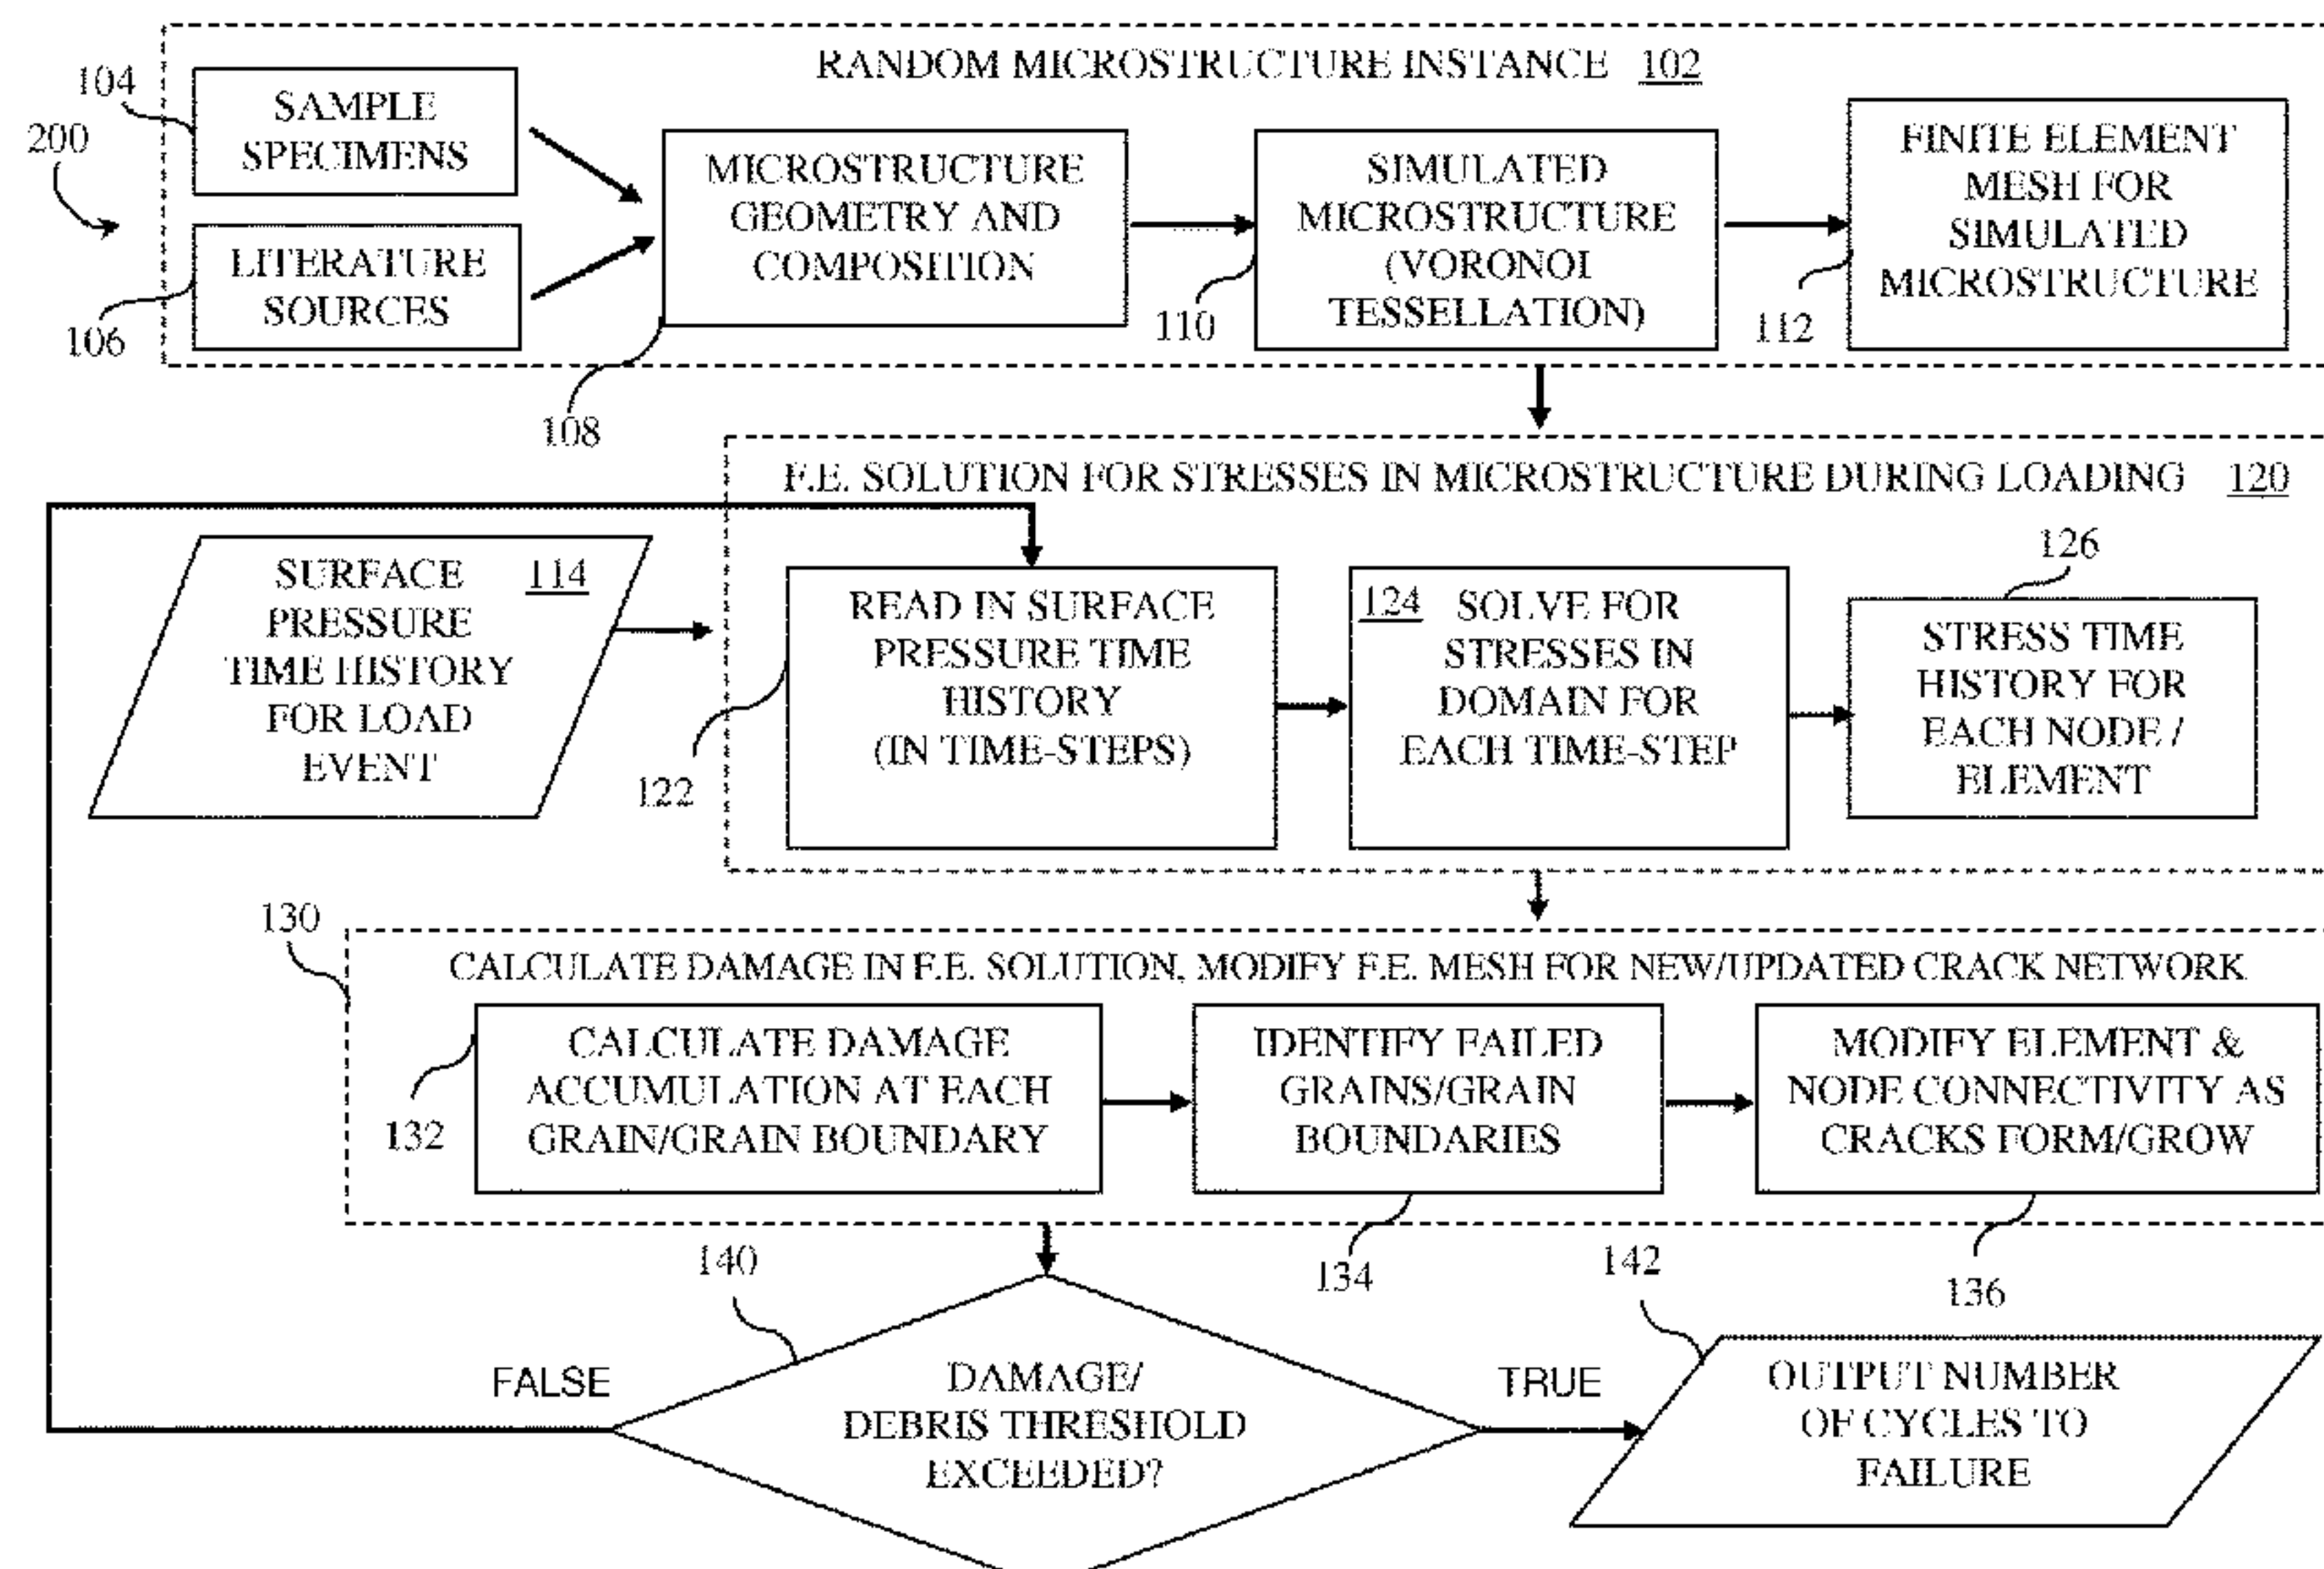 RANDOM MICROSTRUCTURE INSTANCE 102
104
200
SAMPLE
SPECIMENS
LITERATURE
SOURCES
106
MICROSTRUCTURE
GEOMETRY AND
COMPOSITION
108
SIMULATED
MICROSTRUCTURE
(VORONOI
TESSELLATION)
110
FINITE ELEMENT
MESH FOR
SIMULATED
MICROSTRUCTURE
112
F.E. SOLUTION FOR STRESSES IN MICROSTRUCTURE DURING LOADING 120
SURFACE 114
PRESSURE
TIME HISTORY
FOR LOAD
EVENT
READ IN SURFACE
PRESSURE TIME
HISTORY
(IN TIME-STEPS)
122
124 SOLVE FOR
STRESSES IN
DOMAIN FOR
EACH TIME-STEP
126
STRESS TIME
HISTORY FOR
EACH NODE /
ELEMENT
130
CALCULATE DAMAGE IN F.E. SOLUTION, MODIFY F.E. MESH FOR NEW/UPDATED CRACK NETWORK
CALCULATE DAMAGE
ACCUMULATION AT EACH
GRAIN/GRAIN BOUNDARY
132
IDENTIFY FAILED
GRAINS/GRAIN
BOUNDARIES
134
MODIFY ELEMENT &
NODE CONNECTIVITY AS
CRACKS FORM/GROW
136
140
FALSE
DAMAGE/
DEBRIS THRESHOLD
EXCEEDED?
TRUE
142
OUTPUT NUMBER
OF CYCLES TO
FAILURE